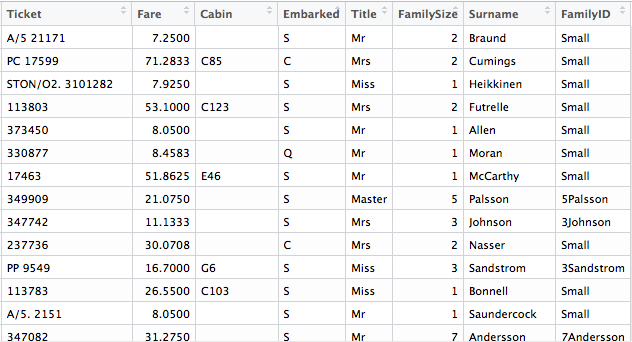 Ticket Fare Cabin Embarked Title FamilySize Surname FamilyID
A/5 21171 7.2500 S Mr 2 Braund Small
PC 17599 71.2833 C85 C Mrs 2 Cumings Small
STON/O2. 3101282 7.9250 S Miss 1 Heikkinen Small
113803 53.1000 C123 S Mrs 2 Futrelle Small
373450 8.0500 S Mr 1 Allen Small
330877 8.4583 Q Mr 1 Moran Small
17463 51.8625 E46 S Mr 1 McCarthy Small
349909 21.0750 S Master 5 Palsson 5Palsson
347742 11.1333 S Mrs 3 Johnson 3Johnson
237736 30.0708 C Mrs 2 Nasser Small
PP 9549 16.7000 G6 S Miss 3 Sandstrom 3Sandstrom
113783 26.5500 C103 S Miss 1 Bonnell Small
A/5. 2151 8.0500 S Mr 1 Saundercock Small
347082 31.2750 S Mr 7 Andersson 7Andersson